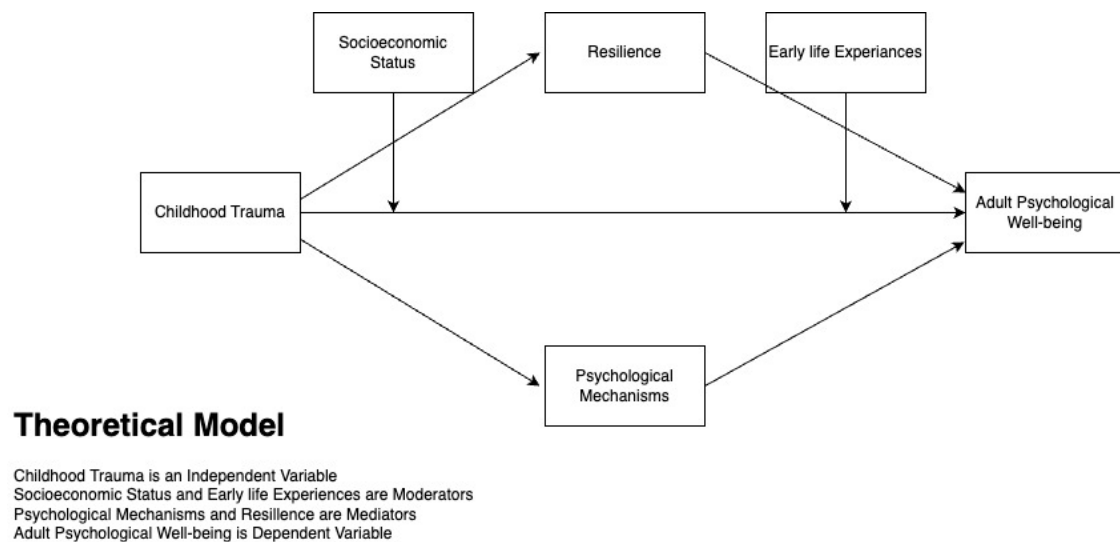 Socioeconomic
Status
Resilience
Early life Experiances
Childhood Trauma
Adult Psychological
Well-being
Psychological
Mechanisms
Theoretical Model
Childhood Trauma is an Independent Variable
Socioeconomic Status and Early life Experiences are Moderators
Psychological Mechanisms and Resillence are Mediators
Adult Psychological Well-being is Dependent Variable